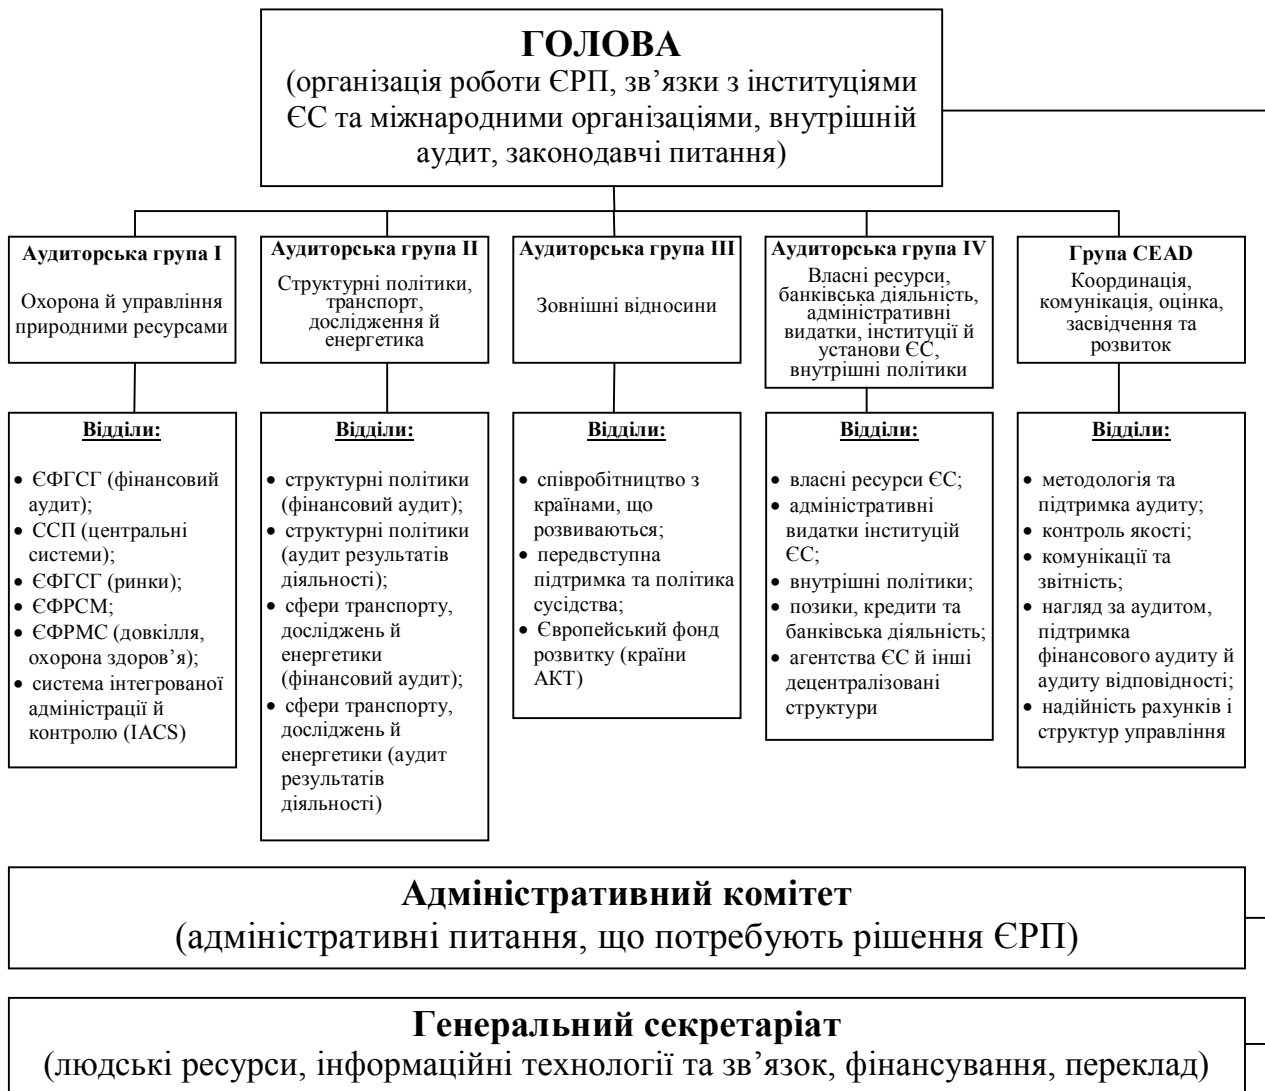 ГОЛОВА
(організація роботи ЄРП, зв’язки з інституціями
ЄС та міжнародними організаціями, внутрішній
аудит, законодавчі питання)
Аудиторська група I
Охорона й управління
природними ресурсами
Аудиторська група II
Структурні політики,
транспорт,
дослідження й
енергетика
Аудиторська група III
Зовнішні відносини
Аудиторська група IV
Власні ресурси,
банківська діяльність,
адміністративні
видатки, інституції й
установи ЄС,
внутрішні політики
Група CEAD
Координація,
комунікація, оцінка,
засвідчення та
розвиток
Відділи:
• ЄФГСГ (фінансовий
аудит);
• ССП (центральні
системи);
• ЄФГСГ (ринки);
• ЄФРСМ;
• ЄФРМС (довкілля,
охорона здоров’я);
• система інтегрованої
адміністрації й
контролю (IACS)
Відділи:
• структурні політики
(фінансовий аудит);
• структурні політики
(аудит результатів
діяльності);
• сфери транспорту,
досліджень й
енергетики
(фінансовий аудит);
• сфери транспорту,
досліджень й
енергетики (аудит
результатів
діяльності)
Відділи:
• співробітництво з
країнами, що
розвиваються;
• передвступна
підтримка та політика
сусідства;
• Європейський фонд
розвитку (країни
АКТ)
Відділи:
• власні ресурси ЄС;
• адміністративні
видатки інституцій
ЄС;
• внутрішні політики;
• позики, кредити та
банківська діяльність;
• агентства ЄС й інші
децентралізовані
структури
Відділи:
• методологія та
підтримка аудиту;
• контроль якості;
• комунікації та
звітність;
• нагляд за аудитом,
підтримка
фінансового аудиту й
аудиту відповідності;
• надійність рахунків і
структур управління
Адміністративний комітет
(адміністративні питання, що потребують рішення ЄРП)
Генеральний секретаріат
(людські ресурси, інформаційні технології та зв’язок, фінансування, переклад)